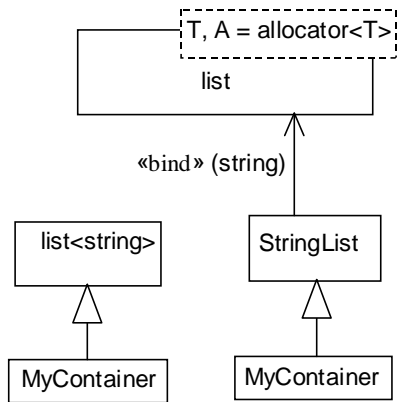 T, A = allocator<T>
list
«bind» (string)
list<string>
StringList
MyContainer
MyContainer